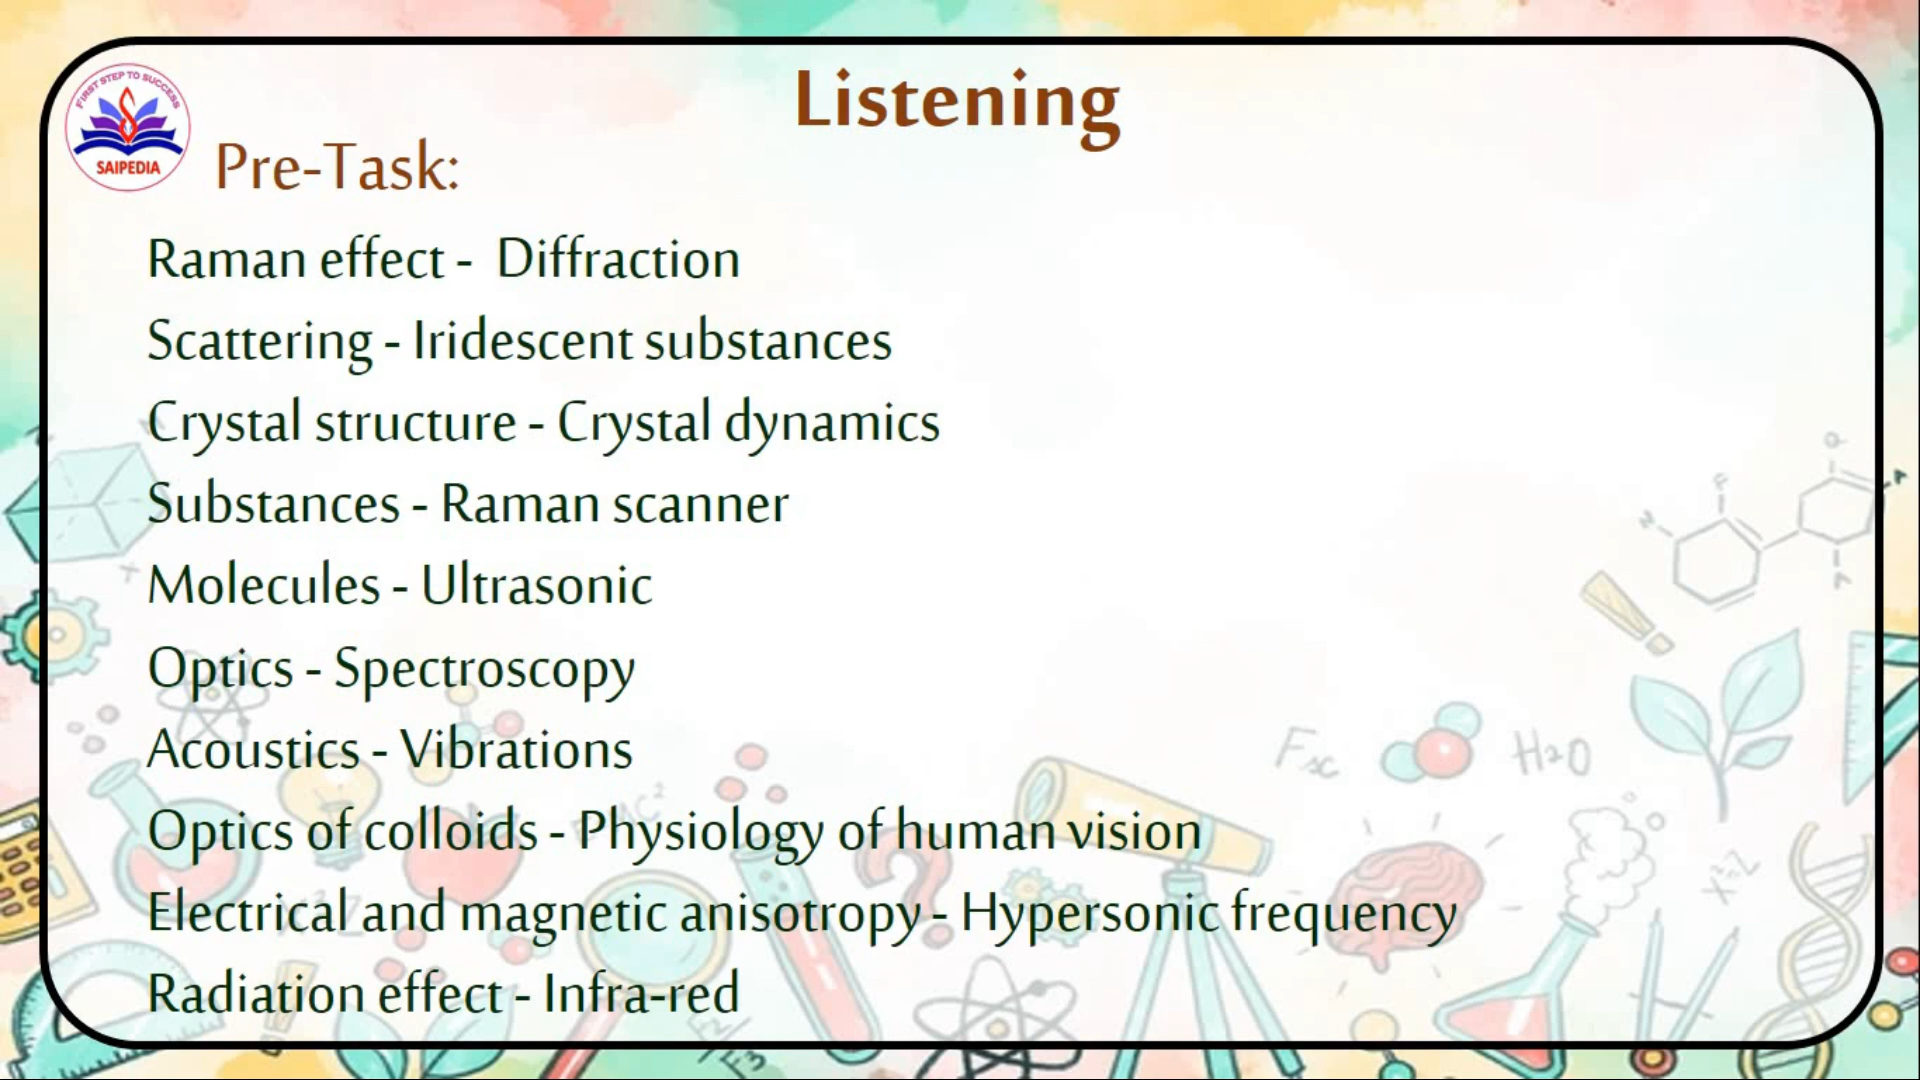 FIRST STEP TO SUCCESS
SAIPEDIA
Listening
Pre-Task:
Raman effect - Diffraction
Scattering - Iridescent substances
Crystal structure - Crystal dynamics
Substances - Raman scanner
Molecules - Ultrasonic
Optics - Spectroscopy
Acoustics - Vibrations
Optics of colloids - Physiology of human vision
Electrical and magnetic anisotropy - Hypersonic frequency
Radiation effect - Infra-red
H2O